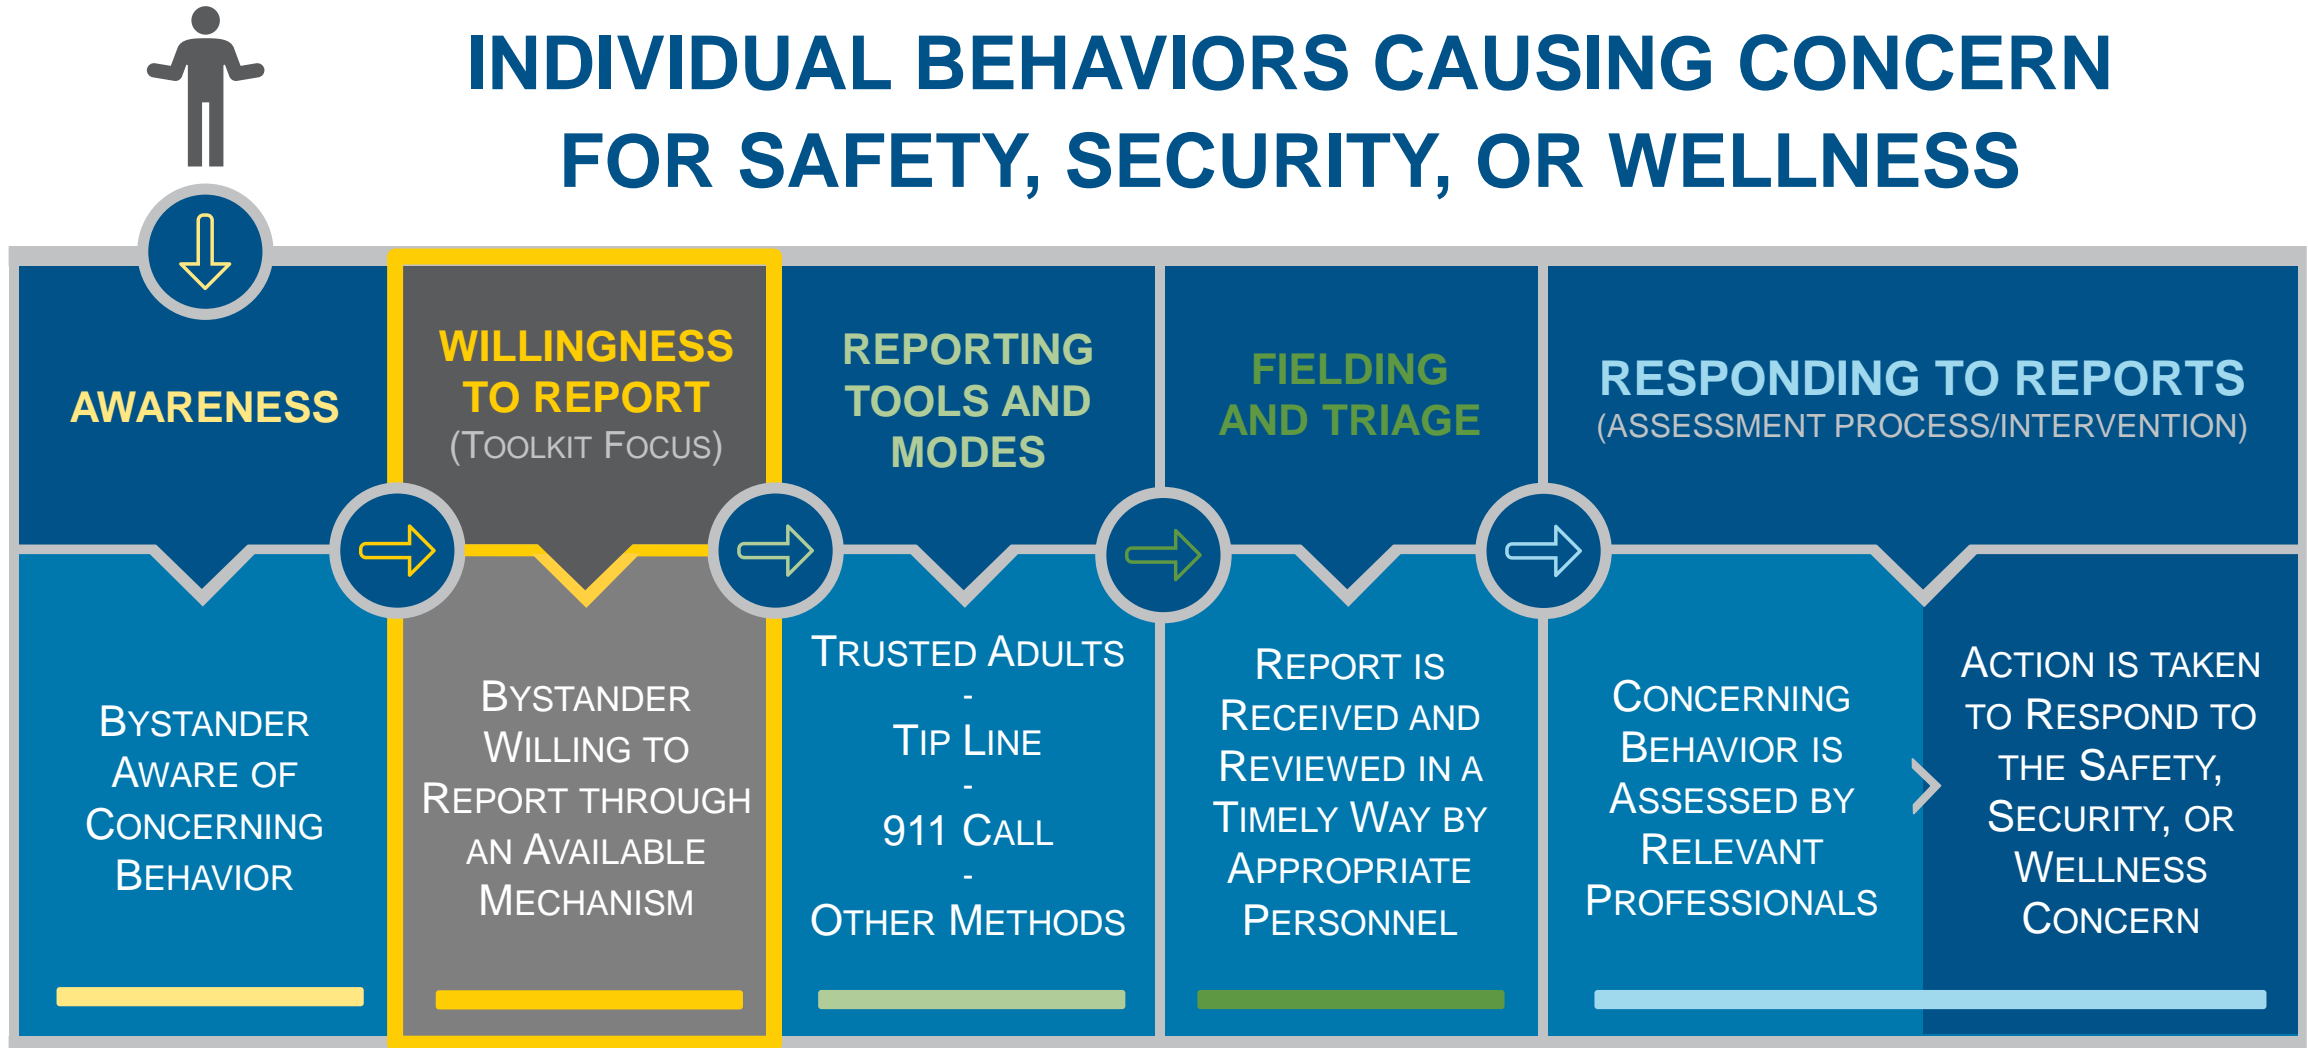 INDIVIDUAL BEHAVIORS CAUSING CONCERN
FOR SAFETY, SECURITY, OR WELLNESS
AWARENESS
BYSTANDER
AWARE OF
CONCERNING
BEHAVIOR
WILLINGNESS
TO REPORT
(TOOLKIT FOCUS)
BYSTANDER
WILLING TO
REPORT THROUGH
AN AVAILABLE
MECHANISM
REPORTING
TOOLS AND
MODES
TRUSTED ADULTS
-
TIP LINE
-
911 CALL
-
OTHER METHODS
FIELDING
AND TRIAGE
REPORT IS
RECEIVED AND
REVIEWED IN A
TIMELY WAY BY
APPROPRIATE
PERSONNEL
RESPONDING TO REPORTS
(ASSESSMENT PROCESS/INTERVENTION)
CONCERNING
BEHAVIOR IS
ASSESSED BY
RELEVANT
PROFESSIONALS
ACTION IS TAKEN
TO RESPOND TO
THE SAFETY,
SECURITY, OR
WELLNESS
CONCERN